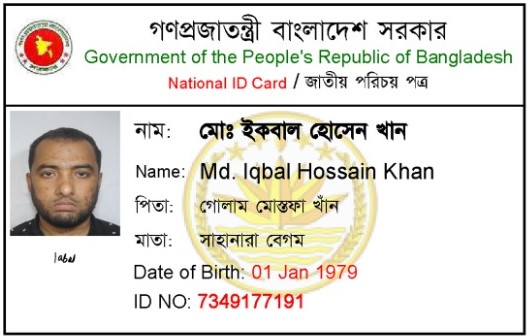 গণপ্রজাতন্ত্রী বাংলাদেশ সরকার
Government of the People's Republic of Bangladesh
National ID Card / জাতীয় পরিচয় পত্র
নাম: মোঃ ইকবাল হোসেন খান
Name: Md. Iqbal Hossain Khan
পিতা: গোলাম মোস্তফা খাঁন
মাতা: সাহানারা বেগম
Iqbal
Date of Birth: 01 Jan 1979
ID NO: 7349177191